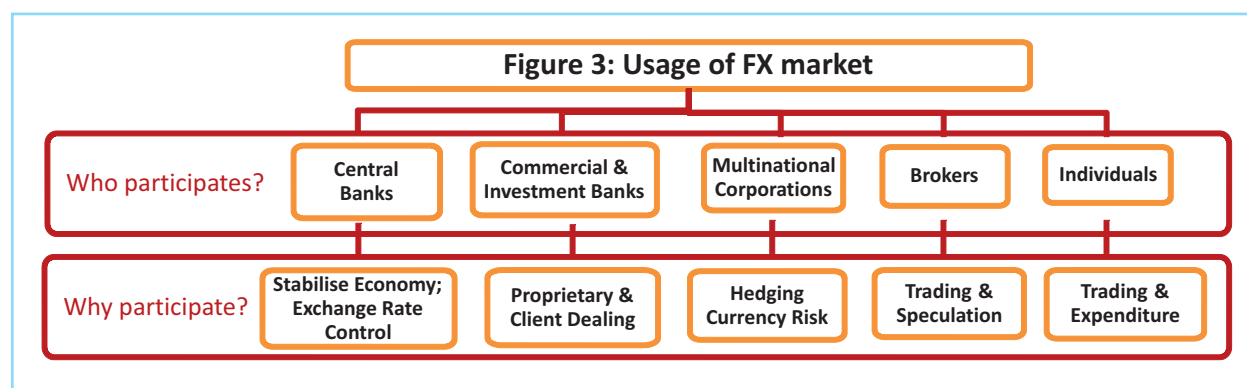 Figure 3: Usage of FX market
Who participates?
Central
Banks
Commercial &
Investment Banks
Multinational
Corporations
Brokers
Individuals
Why participate?
Stabilise Economy;
Exchange Rate
Control
Proprietary &
Client Dealing
Hedging
Currency Risk
Trading &
Speculation
Trading &
Expenditure